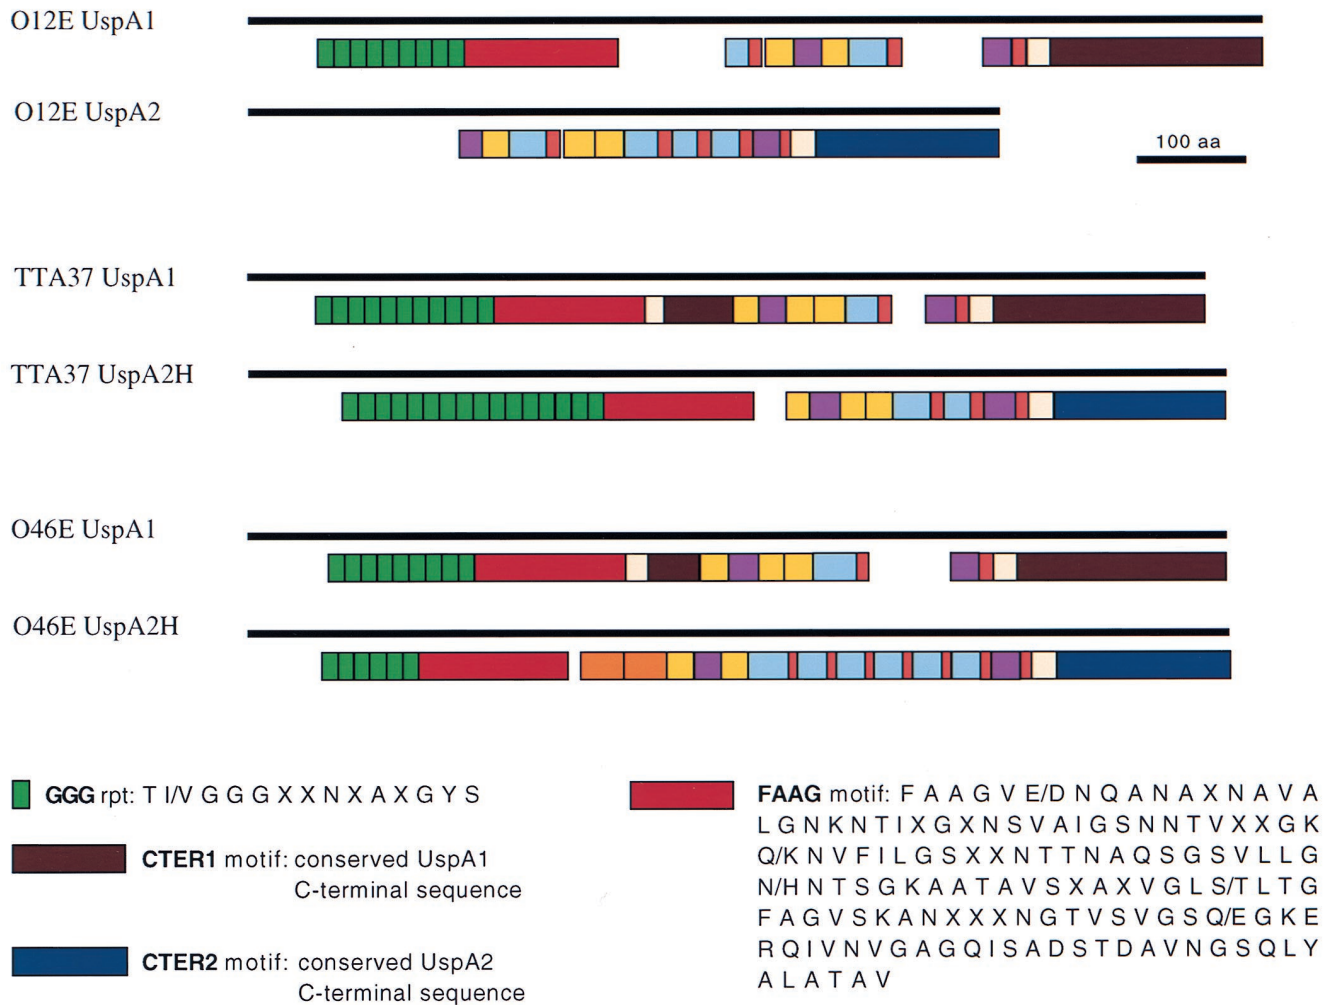 O12E UspA1
O12E UspA2
100 aa
TTA37 UspA1
TTA37 UspA2H
O46E UspA1
O46E UspA2H
GGG rpt: T I/V G G G X X N X A X G Y S
CTER1 motif: conserved UspA1
C-terminal sequence
CTER2 motif: conserved UspA2
C-terminal sequence
FAAG motif: F A A G V E/D N Q A N A X N A V A
L G N K N T I X G X N S V A I G S N N T V X X G K
Q/K N V F I L G S X X N T T N A Q S G S V L L G
N/H N T S G K A A T A V S X A X V G L S/T L T G
F A G V S K A N X X X N G T V S V G S Q/E G K E
R Q I V N V G A G Q I S A D S T D A V N G S Q L Y
A L A T A V